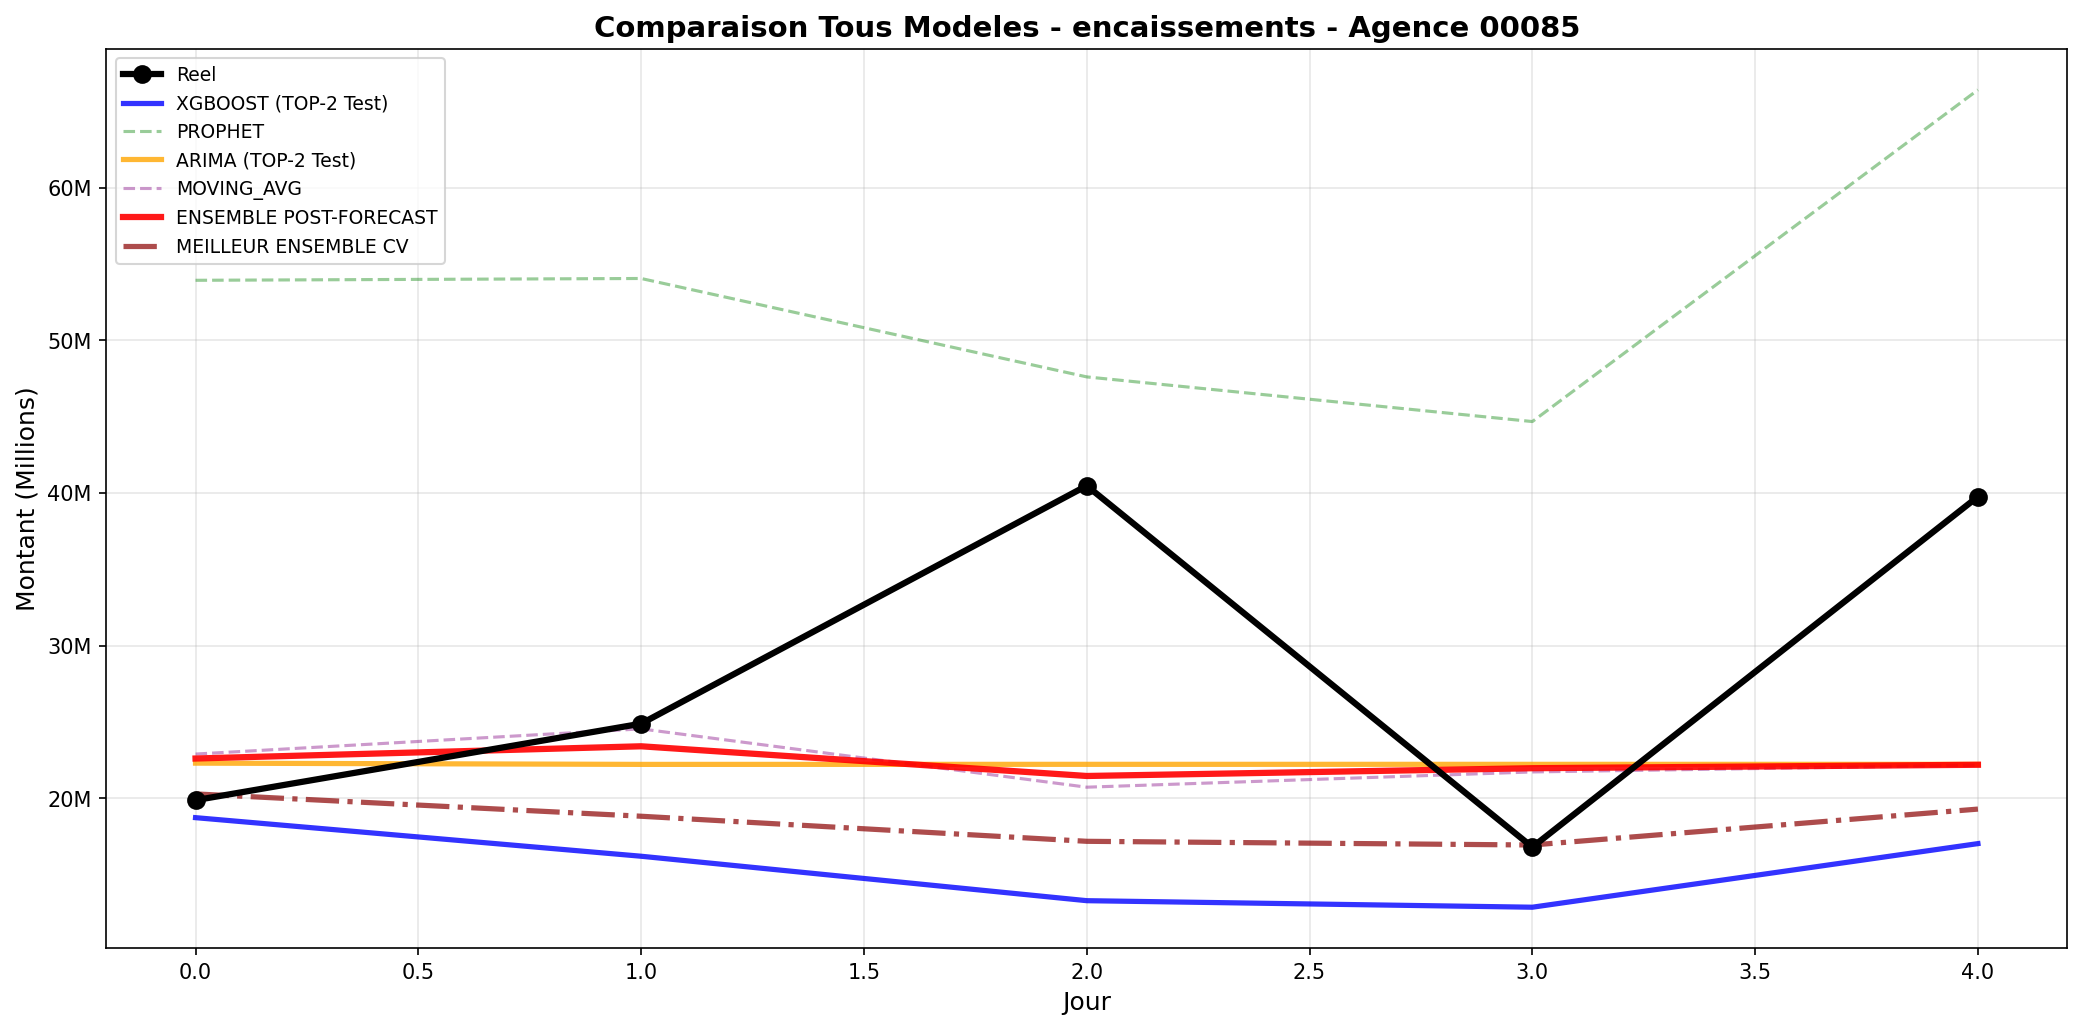 Comparaison Tous Modeles - encaissements - Agence 00085
Reel
XGBOOST (TOP-2 Test)
PROPHET
ARIMA (TOP-2 Test)
MOVING_AVG
ENSEMBLE POST-FORECAST
MEILLEUR ENSEMBLE CV
Montant (Millions)
60M
50M
40M
30M
20M
0.0 0.5 1.0 1.5 2.0 2.5 3.0 3.5 4.0
Jour